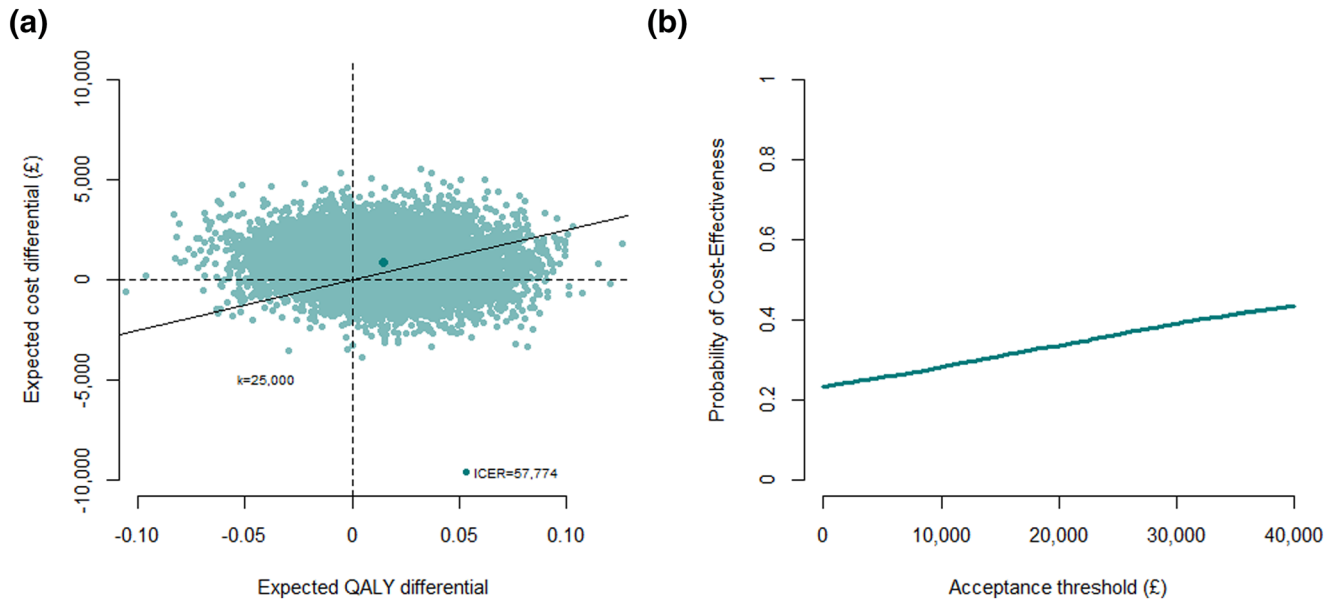 (a)
Expected cost differential (£)
10,000
5,000
0
-5,000
-10,000
k=25,000
ICER=57,774
-0.10
-0.05
0
0.05
0.10
Expected QALY differential
(b)
Probability of Cost-Effectiveness
1
0.8
0.6
0.4
0.2
0
0
10,000
20,000
30,000
40,000
Acceptance threshold (£)